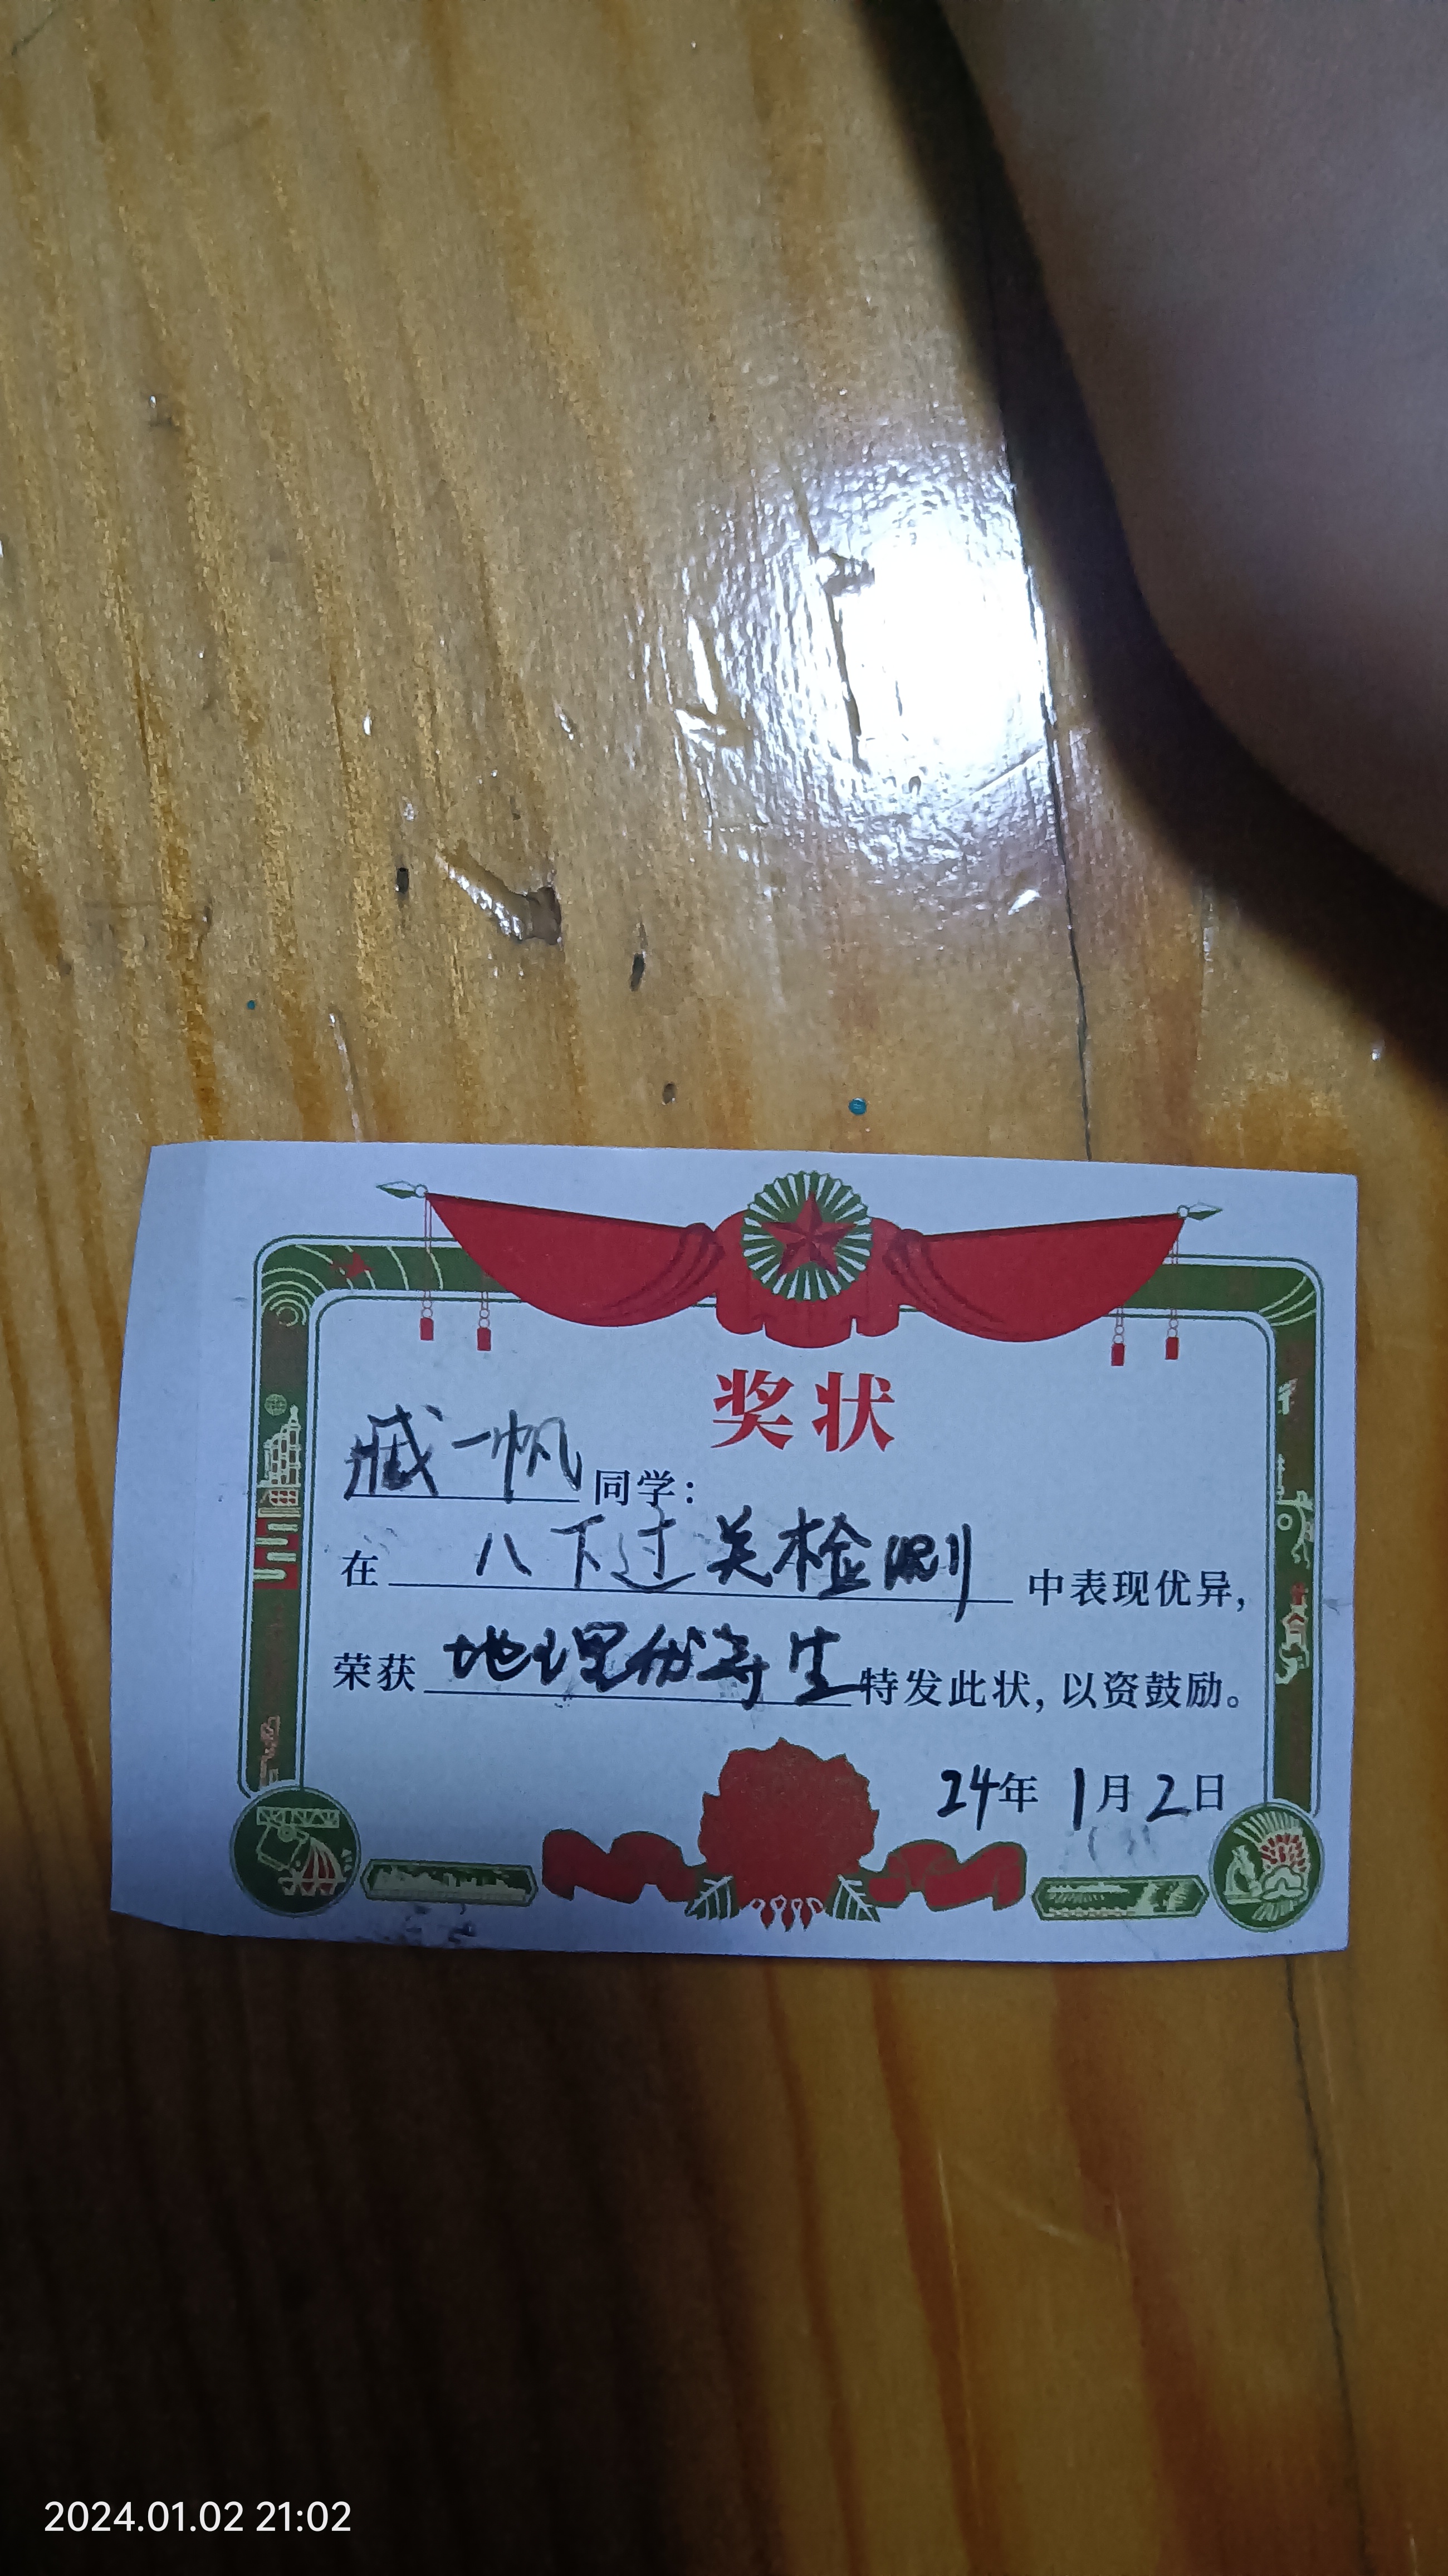 奖状
戚一帆同学:
在 八下过关检测 中表现优异,
荣获 地理优等生 特发此状,以资鼓励。
24年 1月 2日
2024.01.02 21:02